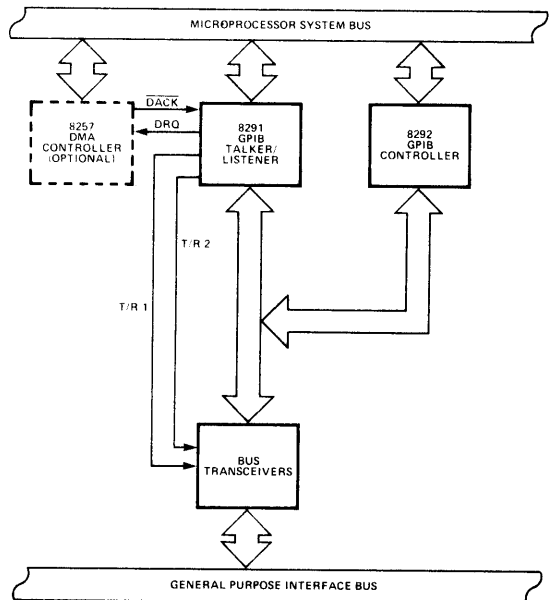 MICROPROCESSOR SYSTEM BUS
8257
DMA
CONTROLLER
(OPTIONAL)
DACK
DRQ
8291
GPIB
TALKER/
LISTENER
8292
GPIB
CONTROLLER
T/R 2
T/R 1
BUS
TRANSCEIVERS
GENERAL PURPOSE INTERFACE BUS